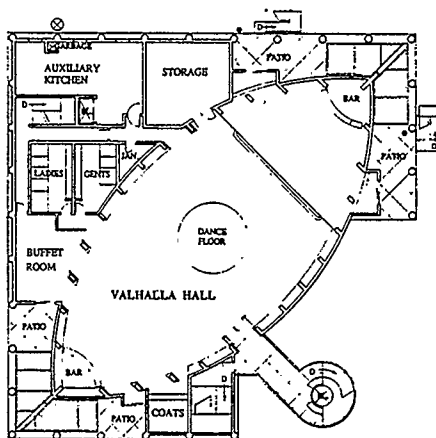 GARBAGE
AUXILIARY
KITCHEN
STORAGE
PATIO
BAR
D
LADIES
GENTS
JAN
PATIO
D
DANCE
FLOOR
BUFFET
ROOM
VALHALLA HALL
PATIO
BAR
PATIO
COATS
D
D